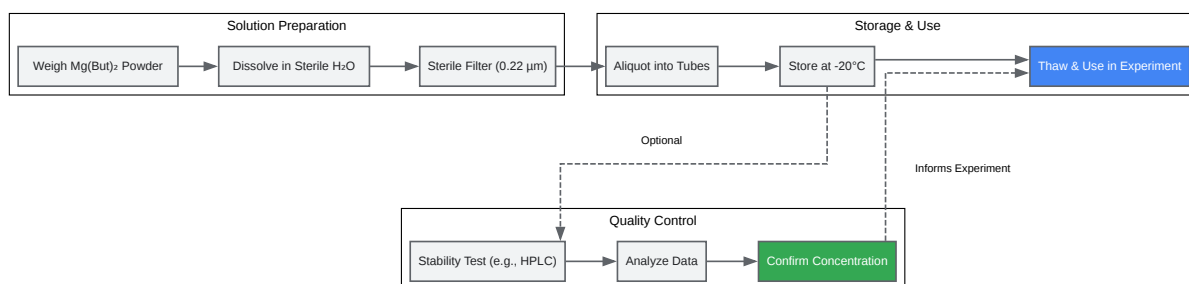 Solution Preparation
Weigh Mg(But)₂ Powder
Dissolve in Sterile H₂O
Sterile Filter (0.22 µm)
Storage & Use
Aliquot into Tubes
Store at -20°C
Thaw & Use in Experiment
Optional
Informs Experiment
Quality Control
Stability Test (e.g., HPLC)
Analyze Data
Confirm Concentration